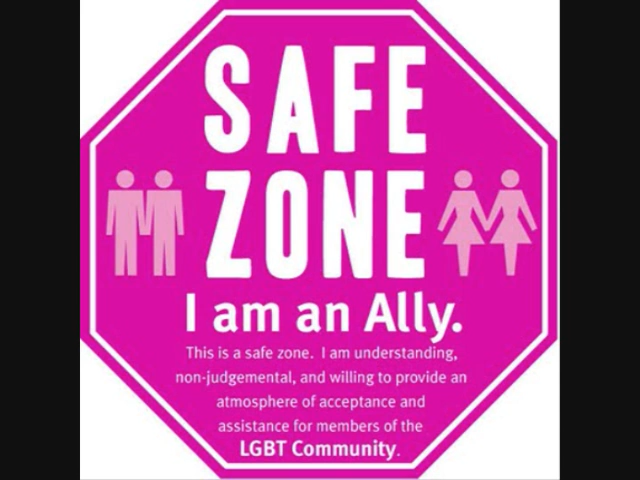 SAFE
ZONE
I am an Ally.
This is a safe zone. I am understanding,
non-judgemental, and willing to provide an
atmosphere of acceptance and
assistance for members of the
LGBT Community.